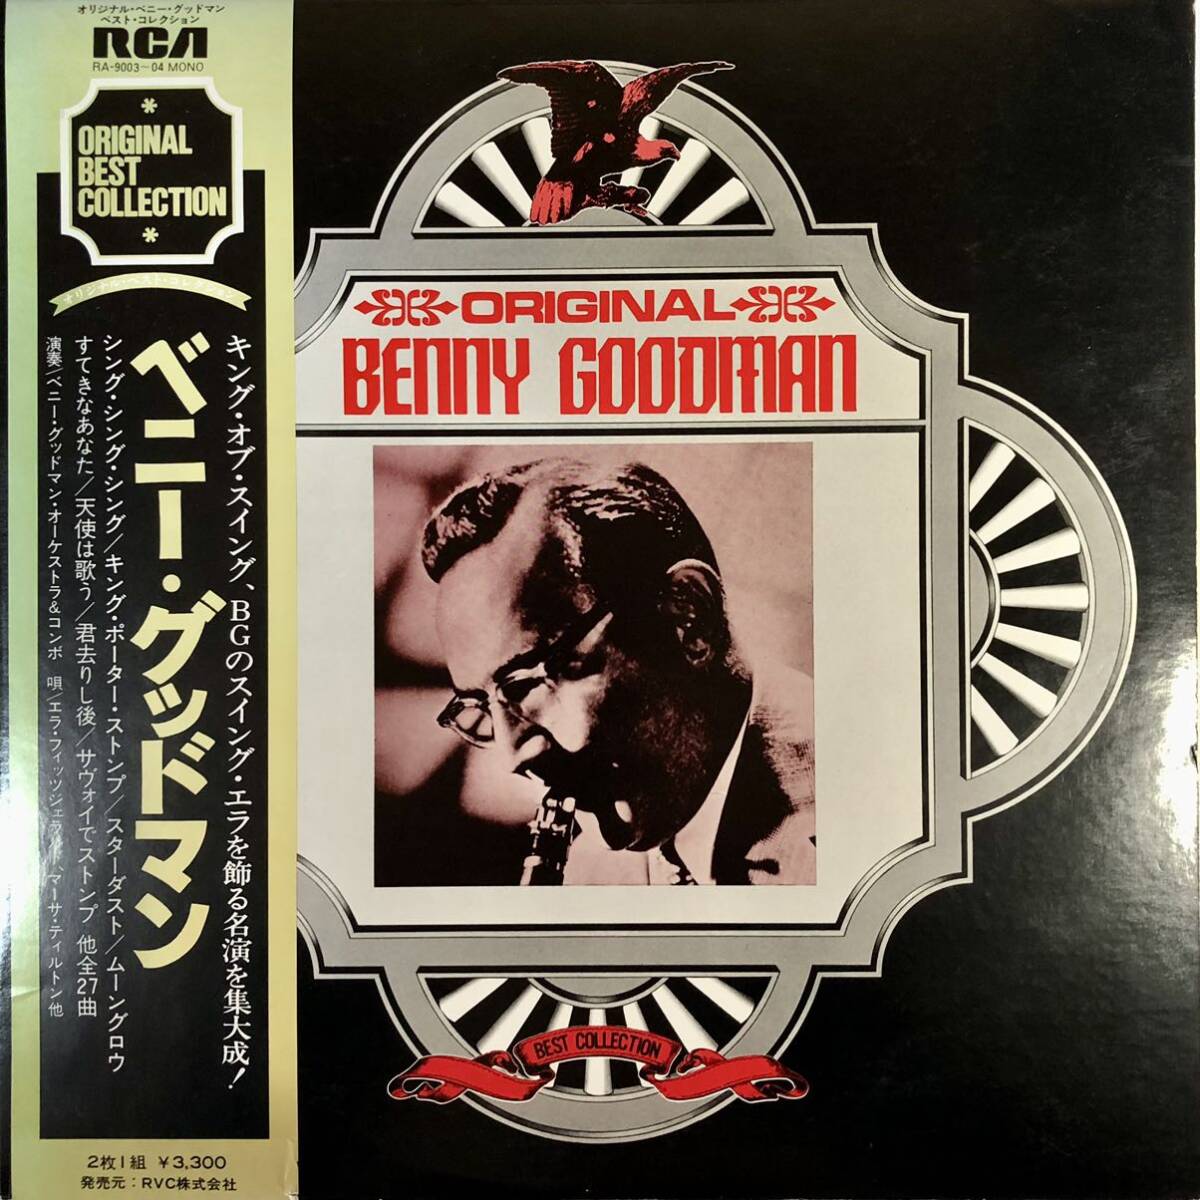 オリジナル・ベニー・グッドマン
ベスト・コレクション
RCA
RA-9003~04 MONO
ORIGINAL
BEST
COLLECTION
オリジナル・ベスト・コレクション
キング・オブ・スイング、BGのスイング・エラを飾る名演を集大成!
ベニー・グッドマン
シング・シング・シング/キング・ポーター・ストンプ/スターダスト/ムーングロウ
すてきなあなた/天使は歌う/君去りし後/サヴォイでストンプ 他全27曲
演奏/ベニー・グッドマン・オーケストラ&コンボ 唄/エラ・フィッツジェラルド、マーサ・ティルトン他
2枚1組 ¥3,300
発売元:RVC株式会社
ORIGINAL
BENNY GOODMAN
BEST COLLECTION